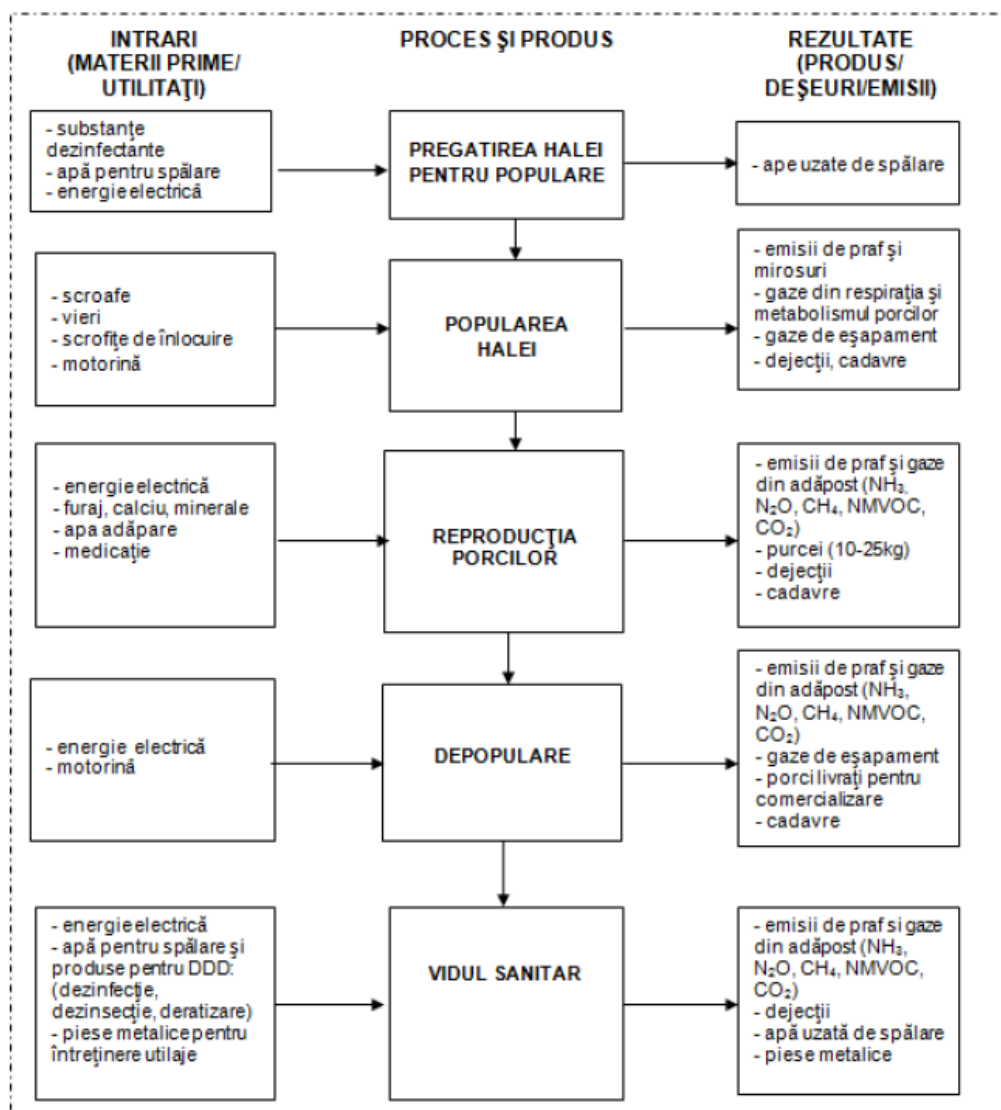 INTRARI
(MATERII PRIME/
UTILITAŢI)
PROCES ŞI PRODUS
REZULTATE
(PRODUS/
DEŞEURI/EMISII)
- substanţe
dezinfectante
- apă pentru spălare
- energie electrică
PREGATIREA HALEI
PENTRU POPULARE
- ape uzate de spălare
- scroafe
- vieri
- scrofiţe de înlocuire
- motorină
POPULAREA
HALEI
- emisii de praf şi
mirosuri
- gaze din respiraţia şi
metabolismul porcilor
- gaze de eşapament
- dejecţii, cadavre
- energie electrică
- furaj, calciu, minerale
- apa adăpare
- medicaţie
REPRODUCŢIA
PORCILOR
- emisii de praf şi gaze
din adăpost (NH₃,
N₂O, CH₄, NMVOC,
CO₂)
- purcei (10-25kg)
- dejecţii
- cadavre
- energie electrică
- motorină
DEPOPULARE
- emisii de praf şi gaze
din adăpost (NH₃,
N₂O, CH₄, NMVOC,
CO₂)
- gaze de eşapament
- porci livraţi pentru
comercializare
- cadavre
- energie electrică
- apă pentru spălare şi
produse pentru DDD:
(dezinfecţie,
dezinsecţie, deratizare)
- piese metalice pentru
întreţinere utilaje
VIDUL SANITAR
- emisii de praf si gaze
din adăpost (NH₃,
N₂O, CH₄, NMVOC,
CO₂)
- dejecţii
- apă uzată de spălare
- piese metalice